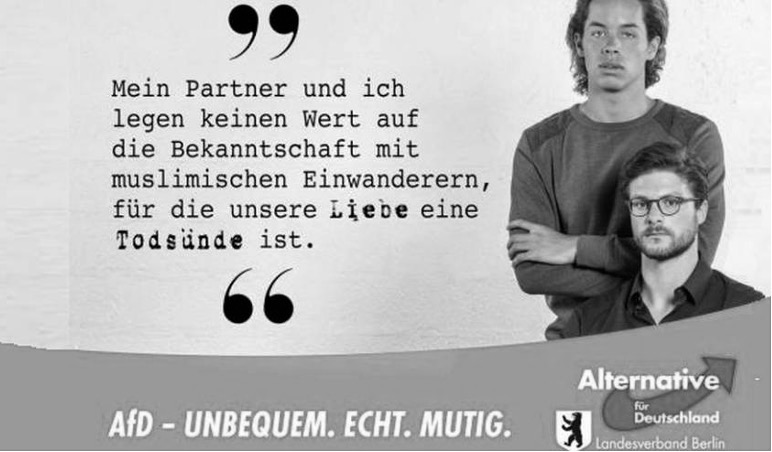 „
Mein Partner und ich
legen keinen Wert auf
die Bekanntschaft mit
muslimischen Einwanderern,
für die unsere Liebe eine
Todsünde ist.
“
AfD – UNBEQUEM. ECHT. MUTIG.
Alternative
für
Deutschland
Landesverband Berlin